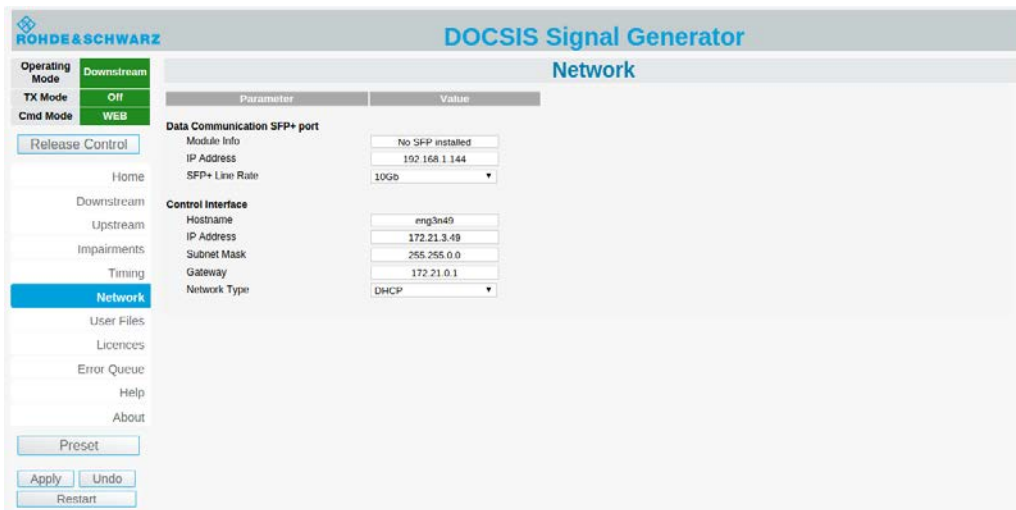 ROHDE&SCHWARZ
DOCSIS Signal Generator
Operating Mode Downstream
TX Mode Off
Cmd Mode WEB
Release Control
Home
Downstream
Upstream
Impairments
Timing
Network
User Files
Licences
Error Queue
Help
About
Preset
Apply Undo
Restart
Network
Parameter Value
Data Communication SFP+ port
Module Info No SFP installed
IP Address 192.168.1.144
SFP+ Line Rate 10Gb
Control Interface
Hostname eng3n49
IP Address 172.21.3.49
Subnet Mask 255.255.0.0
Gateway 172.21.0.1
Network Type DHCP